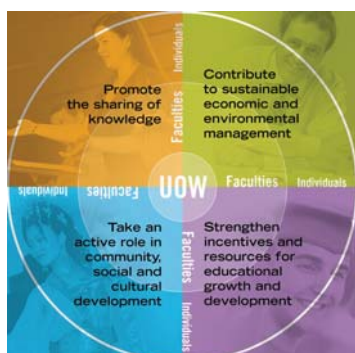 Individuals
Faculties
Promote
the sharing of
knowledge
Contribute
to sustainable
economic and
environmental
management
Individuals
Faculties
UOW
Faculties
Individuals
Take an
active role in
community,
social and
cultural
development
Faculties
Individuals
Strengthen
incentives and
resources for
educational
growth and
development